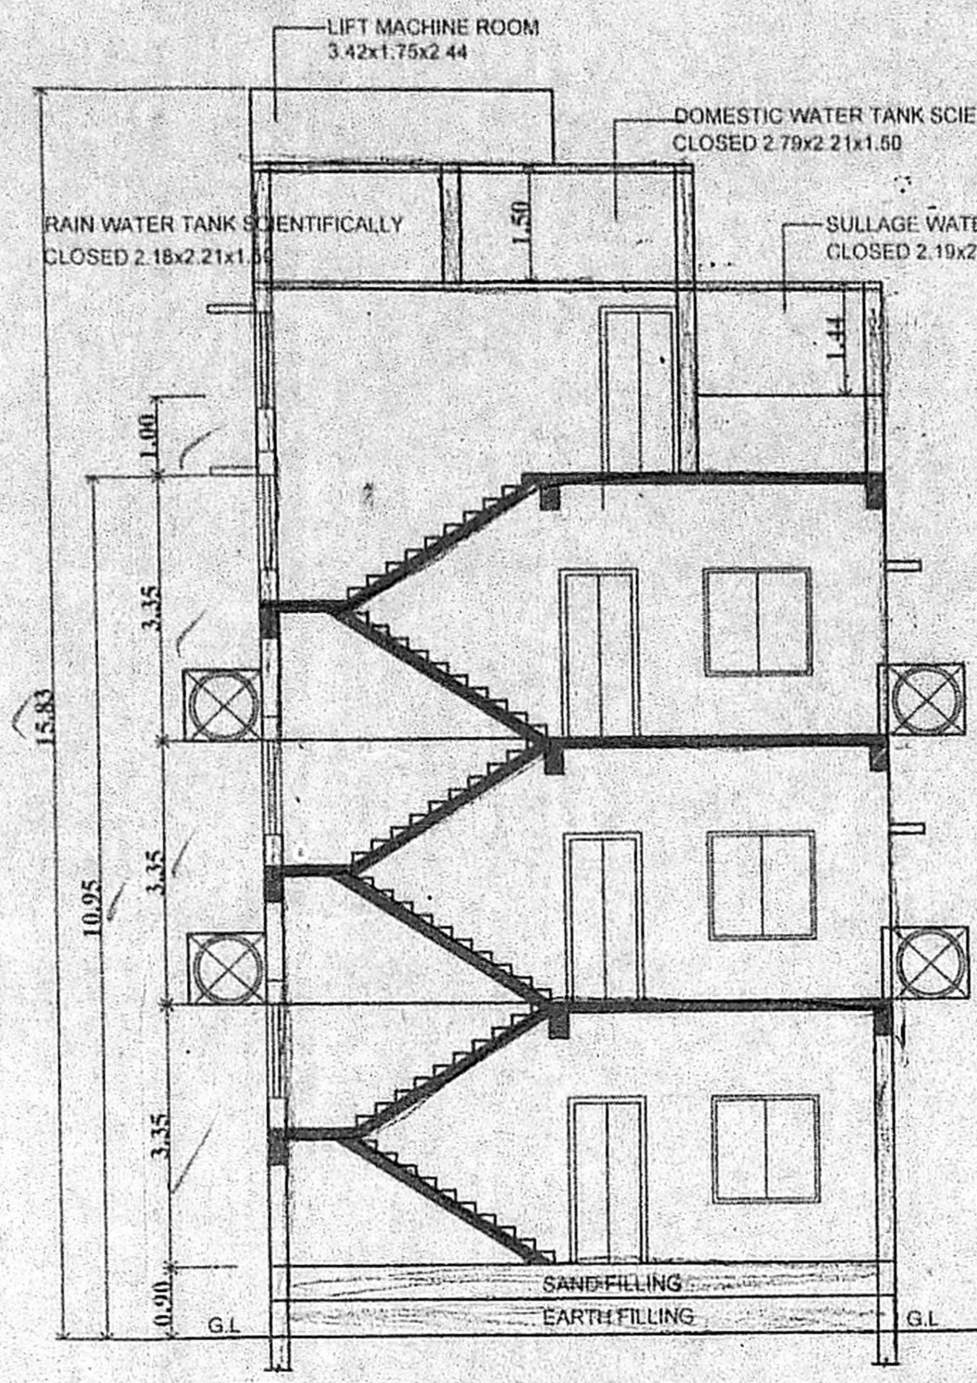 LIFT MACHINE ROOM
3.42x1.75x2.44
DOMESTIC WATER TANK SCIE
CLOSED 2.79x2.21x1.50
RAIN WATER TANK SCIENTIFICALLY
CLOSED 2.18x2.21x1.50
SULLAGE WATE
CLOSED 2.19x2
1.50
1.44
1.00
3.35
15.83
10.95
3.35
3.35
0.90
SAND FILLING
EARTH FILLING
G.L
G.L